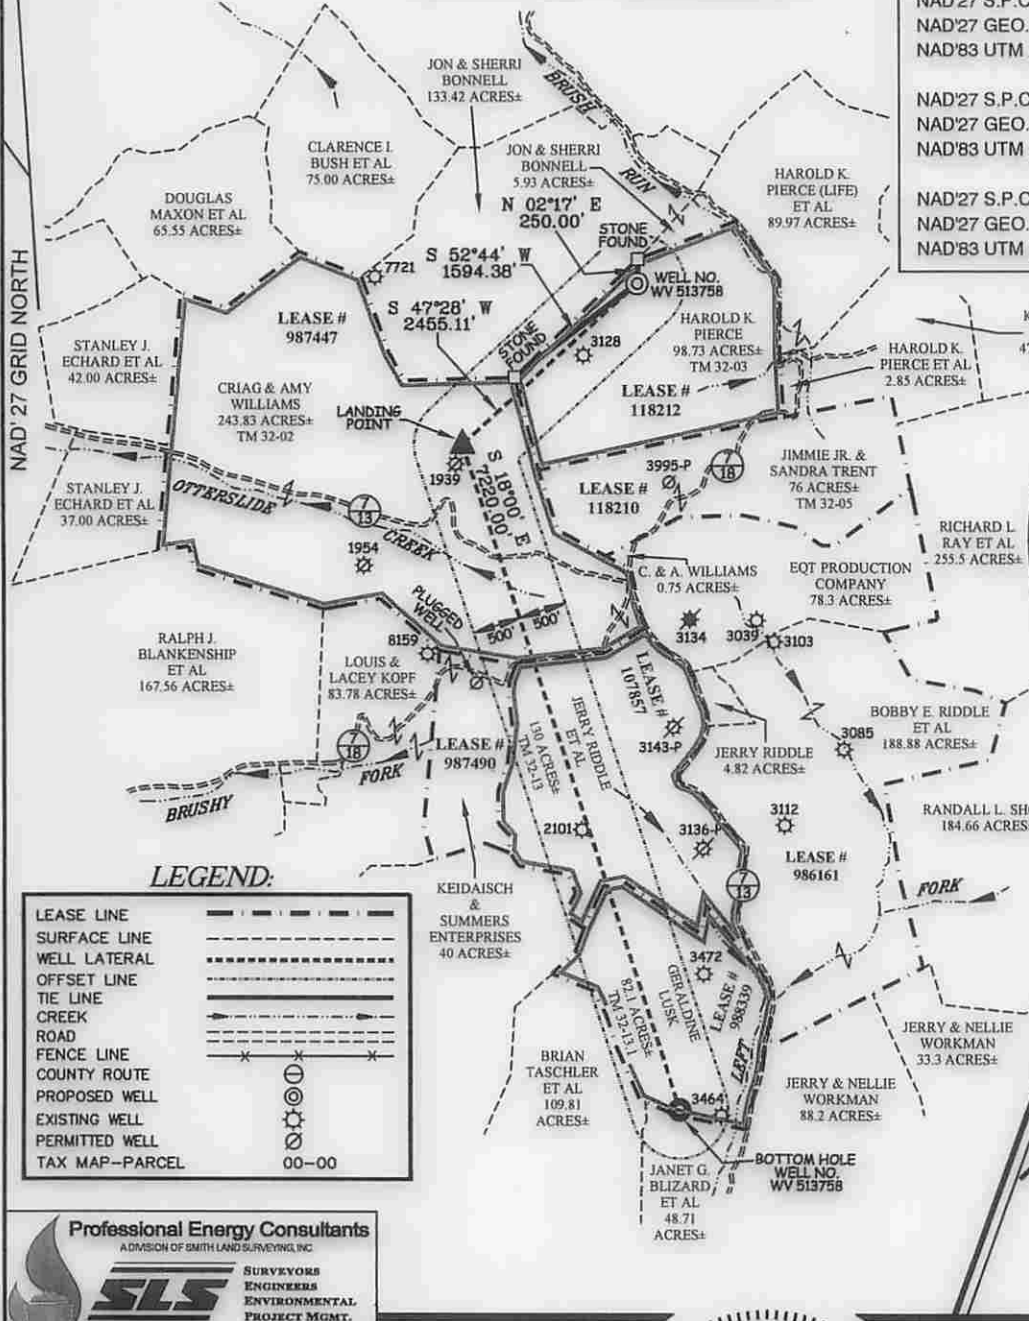 NAD'27 S.P.C
NAD'27 GEO.
NAD'83 UTM
NAD'27 S.P.C
NAD'27 GEO.
NAD'83 UTM
NAD'27 S.P.C
NAD'27 GEO.
NAD'83 UTM
NAD'27 GRID NORTH
JON & SHERRI
BONNELL
133.42 ACRES±
BRUSH
RUN
CLARENCE I.
BUSH ET AL
75.00 ACRES±
JON & SHERRI
BONNELL
5.93 ACRES±
HAROLD K.
PIERCE (LIFE)
ET AL
89.97 ACRES±
DOUGLAS
MAXON ET AL
65.55 ACRES±
N 02°17' E
250.00'
STONE
FOUND
S 52°44' W
1594.38'
7721
WELL NO.
WV 513758
S 47°28' W
2455.11'
LEASE #
987447
STONE
FOUND
3128
HAROLD K.
PIERCE
98.73 ACRES±
TM 32-03
LEASE #
118212
STANLEY J.
ECHARD ET AL
42.00 ACRES±
K
47
HAROLD K.
PIERCE ET AL
2.85 ACRES±
CRIAG & AMY
WILLIAMS
243.83 ACRES±
TM 32-02
LANDING
POINT
1939
S 18°00' E
7220.00'
3995-P
7
18
JIMMIE JR. &
SANDRA TRENT
76 ACRES±
TM 32-05
LEASE #
118210
STANLEY J.
ECHARD ET AL
37.00 ACRES±
OTTERSLIDE
7
13
CREEK
1954
RICHARD L.
RAY ET AL
255.5 ACRES±
C. & A. WILLIAMS
0.75 ACRES±
EQT PRODUCTION
COMPANY
78.3 ACRES±
PLUGGED
WELL
500'
500'
3134
3039
3103
8159
RALPH J.
BLANKENSHIP
ET AL
167.56 ACRES±
LOUIS &
LACEY KOPF
83.78 ACRES±
LEASE #
107857
3143-P
JERRY RIDDLE
4.82 ACRES±
BOBBY E. RIDDLE
ET AL
188.88 ACRES±
3085
7
18
LEASE #
987490
BRUSHY
FORK
130 ACRES±
TM 32-13
JERRY RIDDLE
ET AL
2101
3136-P
3112
RANDALL L. SH
184.66 ACRES
LEASE #
986161
7
13
FORK
KEIDAISCH
&
SUMMERS
ENTERPRISES
40 ACRES±
3472
GERALDINE
LUSK
82.1 ACRES±
TM 32-13.1
LEASE #
988339
LEFT
BRIAN
TASCHLER
ET AL
109.81
ACRES±
JERRY & NELLIE
WORKMAN
33.3 ACRES±
JERRY & NELLIE
WORKMAN
88.2 ACRES±
3464
BOTTOM HOLE
WELL NO.
WV 513758
JANET G.
BLIZARD
ET AL
48.71
ACRES±
LEGEND:
LEASE LINE
SURFACE LINE
WELL LATERAL
OFFSET LINE
TIE LINE
CREEK
ROAD
FENCE LINE
COUNTY ROUTE
PROPOSED WELL
EXISTING WELL
PERMITTED WELL
TAX MAP-PARCEL 00-00
Professional Energy Consultants
A DIVISION OF SMITH LAND SURVEYING, INC.
SLS
SURVEYORS
ENGINEERS
ENVIRONMENTAL
PROJECT MGMT.